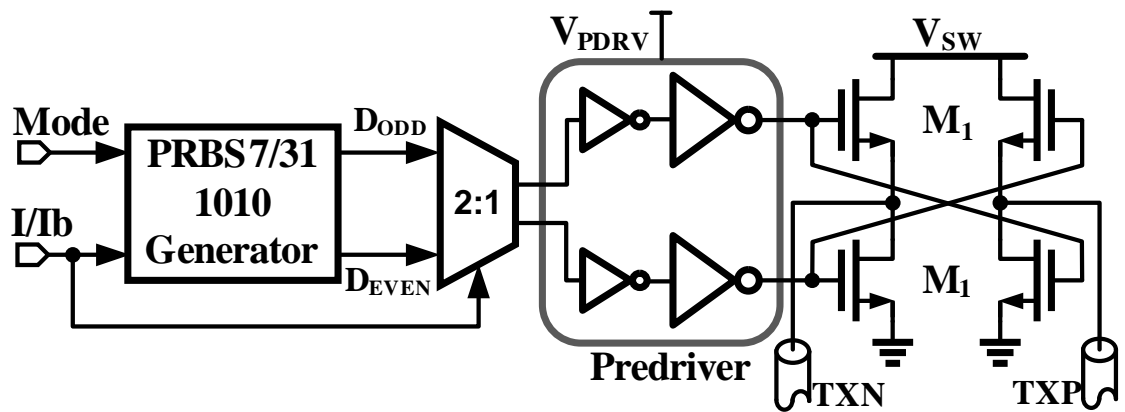 V_PDRV
V_SW
Mode
D_ODD
M_1
PRBS7/31
1010
Generator
2:1
I/Ib
D_EVEN
M_1
Predriver
TXN
TXP